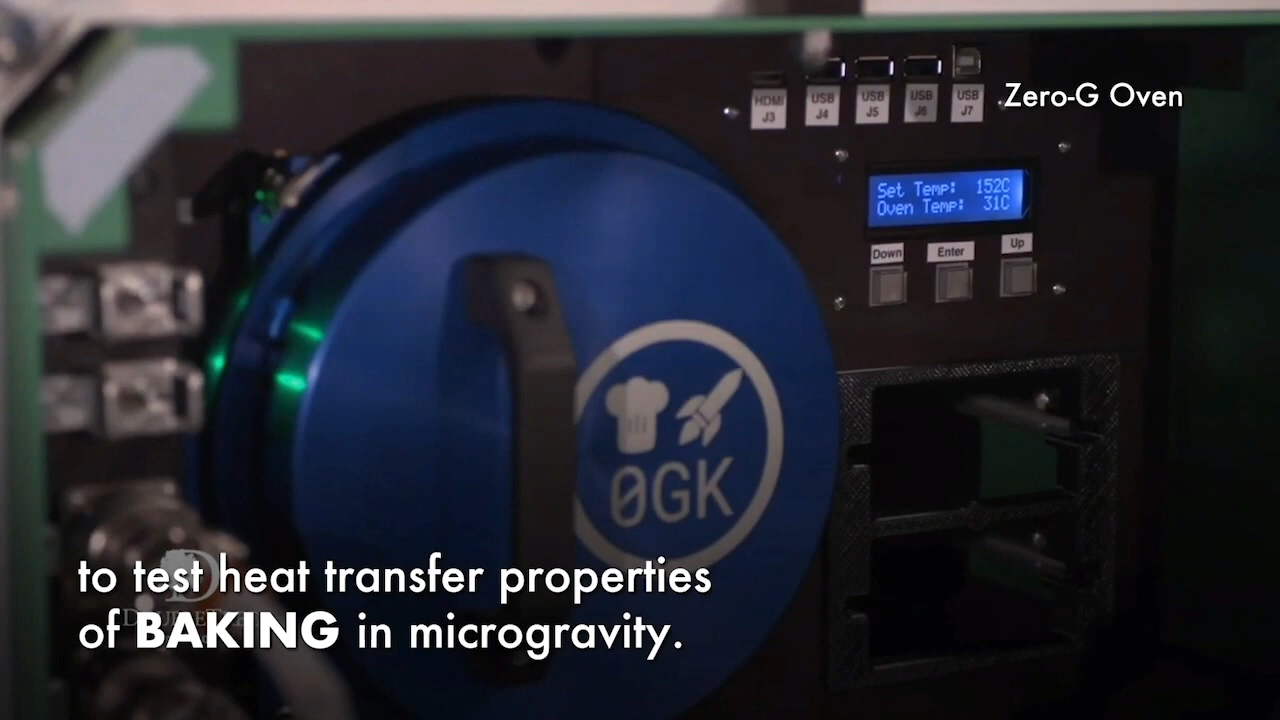 HDMI J3
USB J4
USB J5
USB J6
USB J7
Zero-G Oven
Set Temp: 152C
Oven Temp: 31C
Down
Enter
Up
0GK
to test heat transfer properties
of BAKING in microgravity.